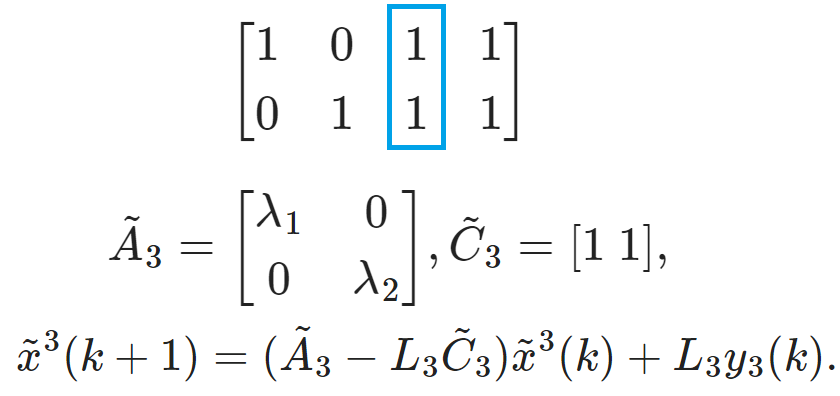 [1 0 1 1
0 1 1 1]
Ã₃ = [λ₁ 0
0 λ₂], C̃₃ = [1 1],
x̃³(k + 1) = (Ã₃ − L₃C̃₃)x̃³(k) + L₃y₃(k).